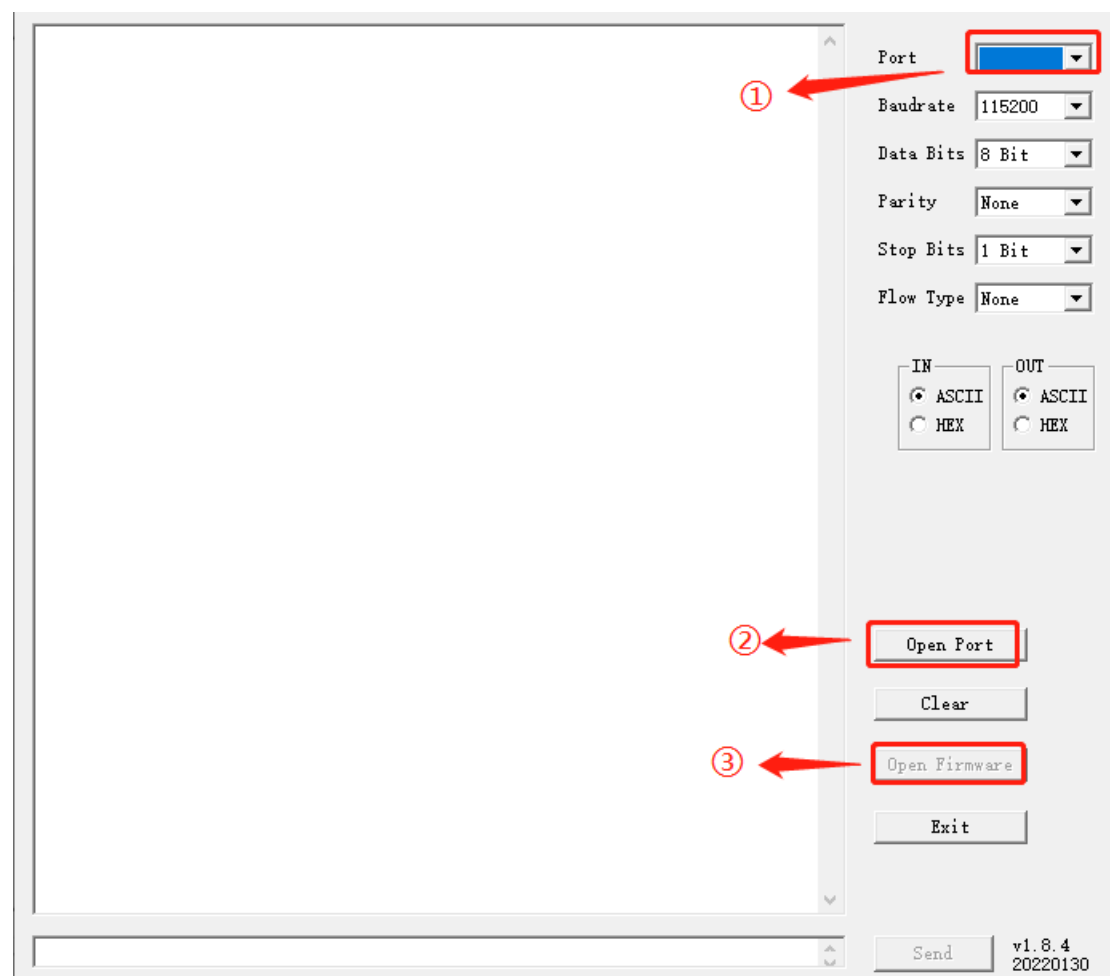 Port
①
Baudrate 115200
Data Bits 8 Bit
Parity None
Stop Bits 1 Bit
Flow Type None
IN OUT
ASCII ASCII
HEX HEX
② Open Port
Clear
③ Open Firmware
Exit
Send v1.8.4
20220130